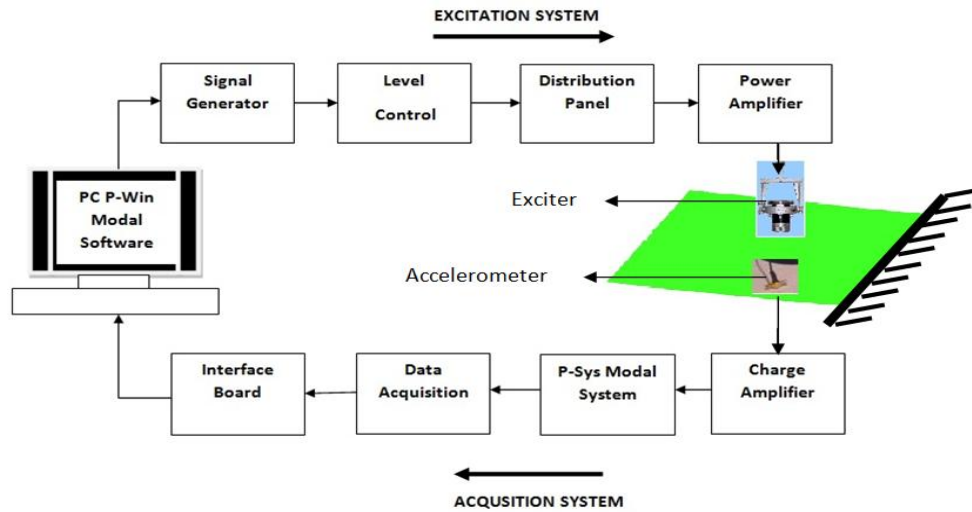 EXCITATION SYSTEM
Signal
Generator
Level
Control
Distribution
Panel
Power
Amplifier
PC P-Win
Modal
Software
Exciter
Accelerometer
Interface
Board
Data
Acquisition
P-Sys Modal
System
Charge
Amplifier
ACQUSITION SYSTEM